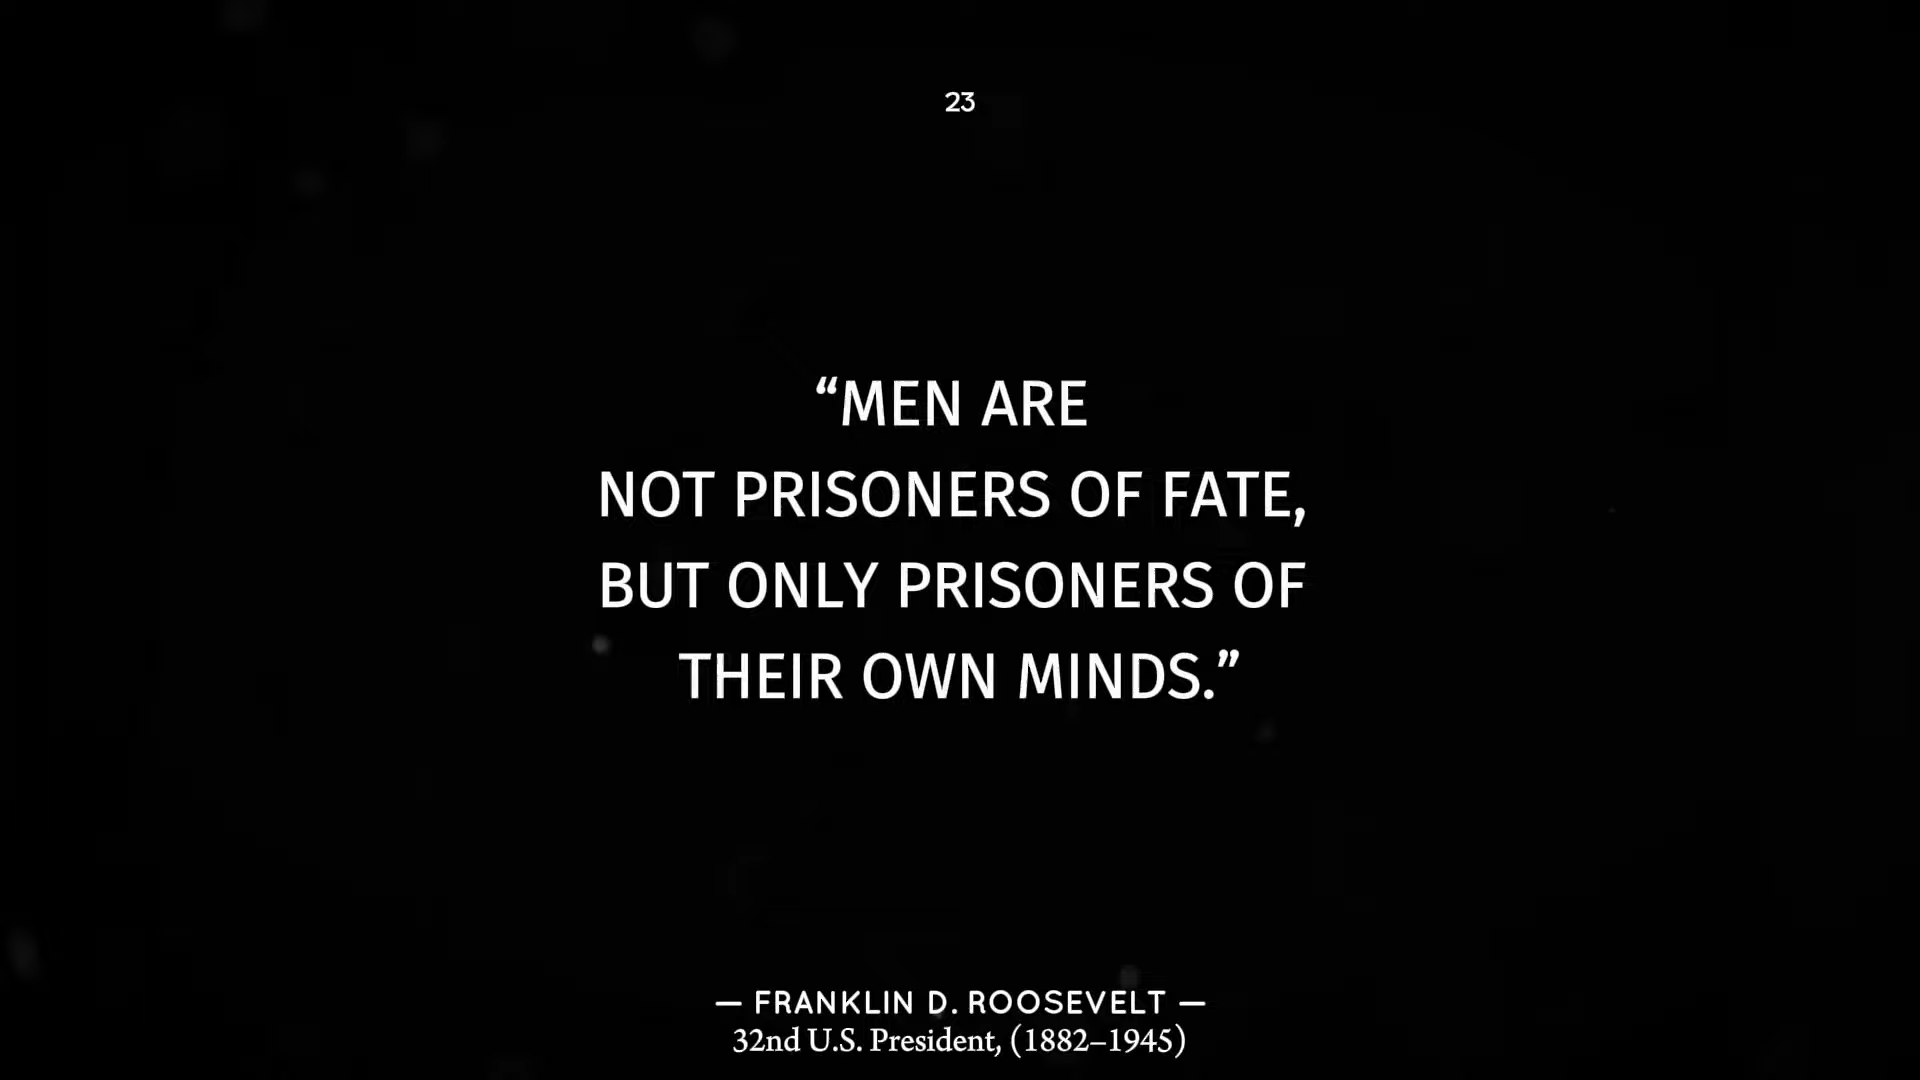 23
“MEN ARE
NOT PRISONERS OF FATE,
BUT ONLY PRISONERS OF
THEIR OWN MINDS.”
— FRANKLIN D. ROOSEVELT —
32nd U.S. President, (1882–1945)